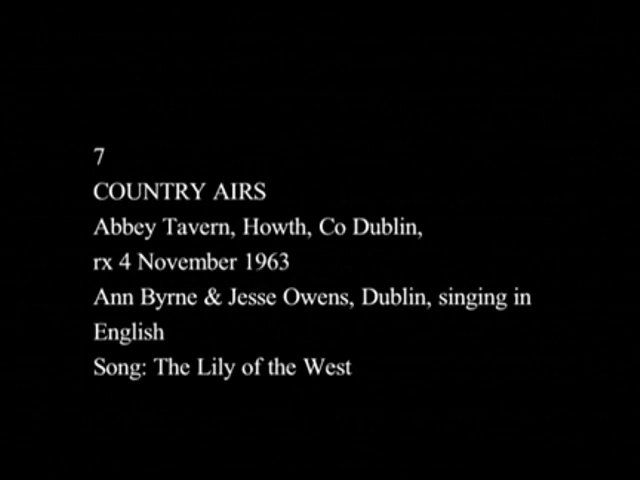 7
COUNTRY AIRS
Abbey Tavern, Howth, Co Dublin,
rx 4 November 1963
Ann Byrne & Jesse Owens, Dublin, singing in
English
Song: The Lily of the West